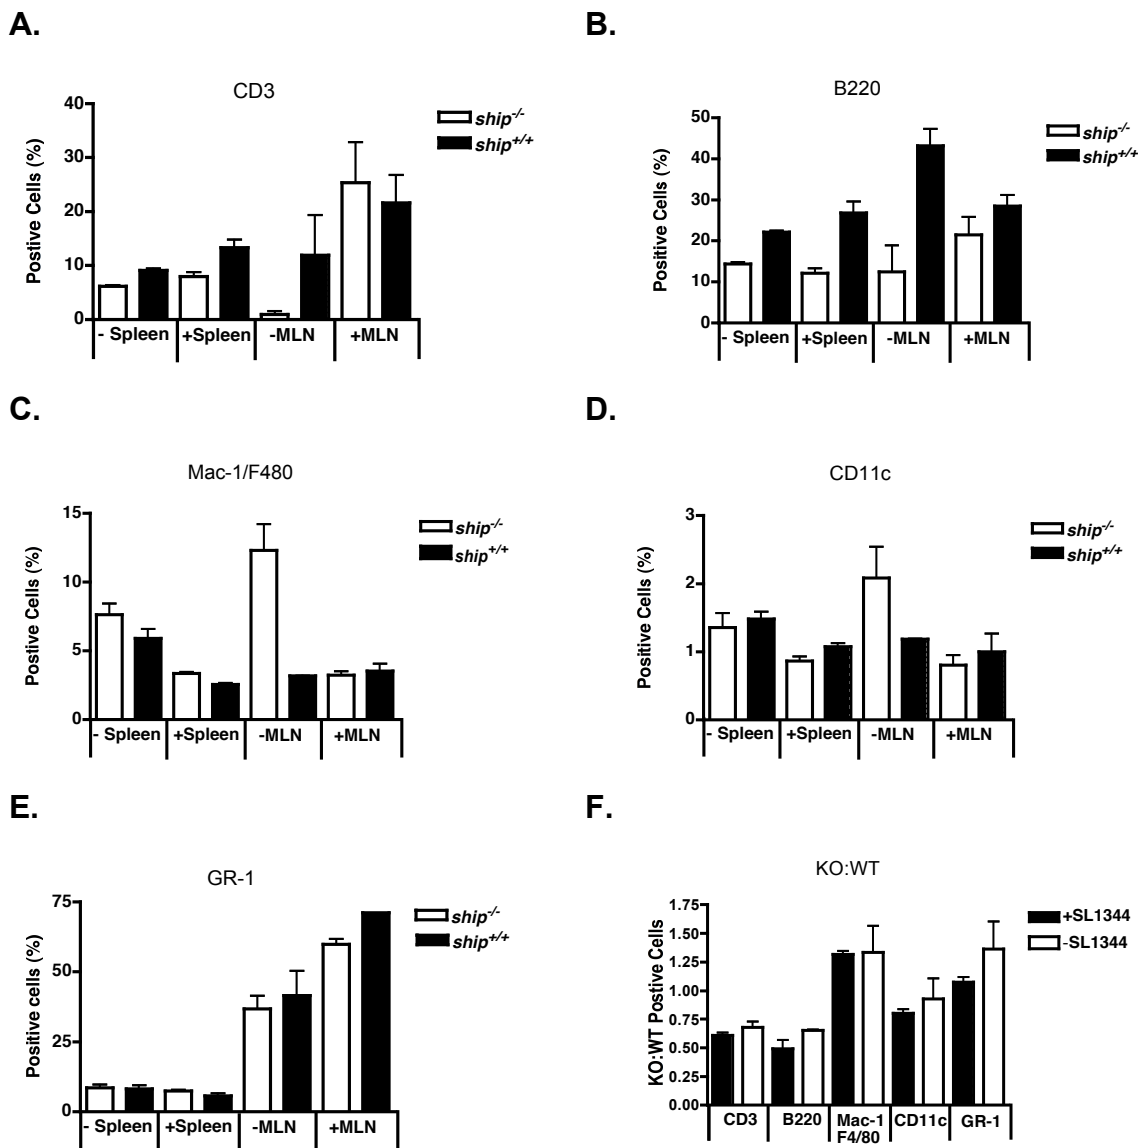 A.
CD3
Postive Cells (%)
40
30
20
10
0
ship-/-
ship+/+
- Spleen +Spleen -MLN +MLN
B.
B220
Postive Cells (%)
50
40
30
20
10
0
ship-/-
ship+/+
- Spleen +Spleen -MLN +MLN
C.
Mac-1/F480
Postive Cells (%)
15
10
5
0
ship-/-
ship+/+
- Spleen +Spleen -MLN +MLN
D.
CD11c
Postive Cells (%)
3
2
1
0
ship-/-
ship+/+
- Spleen +Spleen -MLN +MLN
E.
GR-1
Positive cells (%)
75
50
25
0
ship-/-
ship+/+
- Spleen +Spleen -MLN +MLN
F.
KO:WT
KO:WT Postive Cells
1.75
1.50
1.25
1.00
0.75
0.50
0.25
0.00
+SL1344
-SL1344
CD3 B220 Mac-1 CD11c GR-1
F4/80